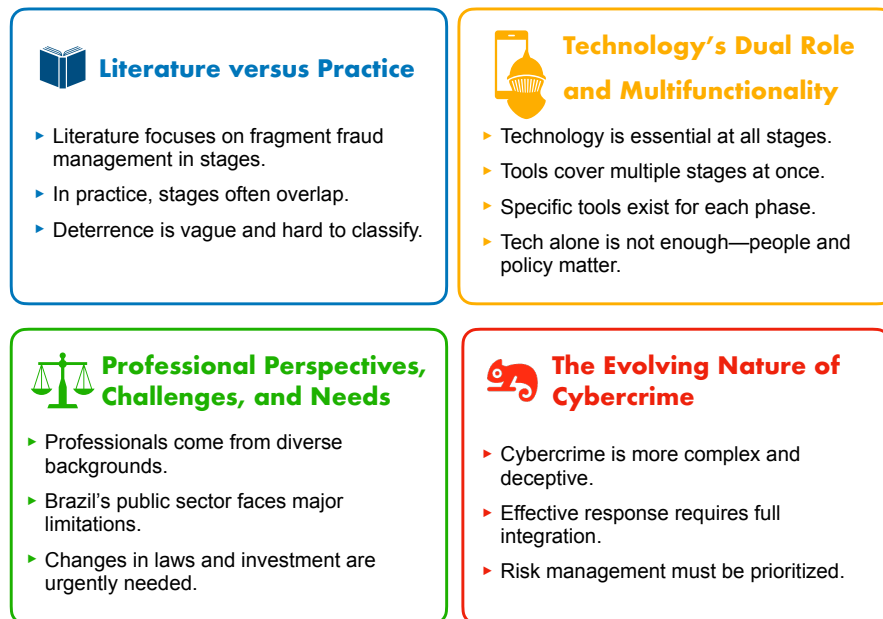 Literature versus Practice
▸ Literature focuses on fragment fraud
management in stages.
▸ In practice, stages often overlap.
▸ Deterrence is vague and hard to classify.
Technology's Dual Role
and Multifunctionality
▸ Technology is essential at all stages.
▸ Tools cover multiple stages at once.
▸ Specific tools exist for each phase.
▸ Tech alone is not enough—people and
policy matter.
Professional Perspectives,
Challenges, and Needs
▸ Professionals come from diverse
backgrounds.
▸ Brazil's public sector faces major
limitations.
▸ Changes in laws and investment are
urgently needed.
The Evolving Nature of
Cybercrime
▸ Cybercrime is more complex and
deceptive.
▸ Effective response requires full
integration.
▸ Risk management must be prioritized.